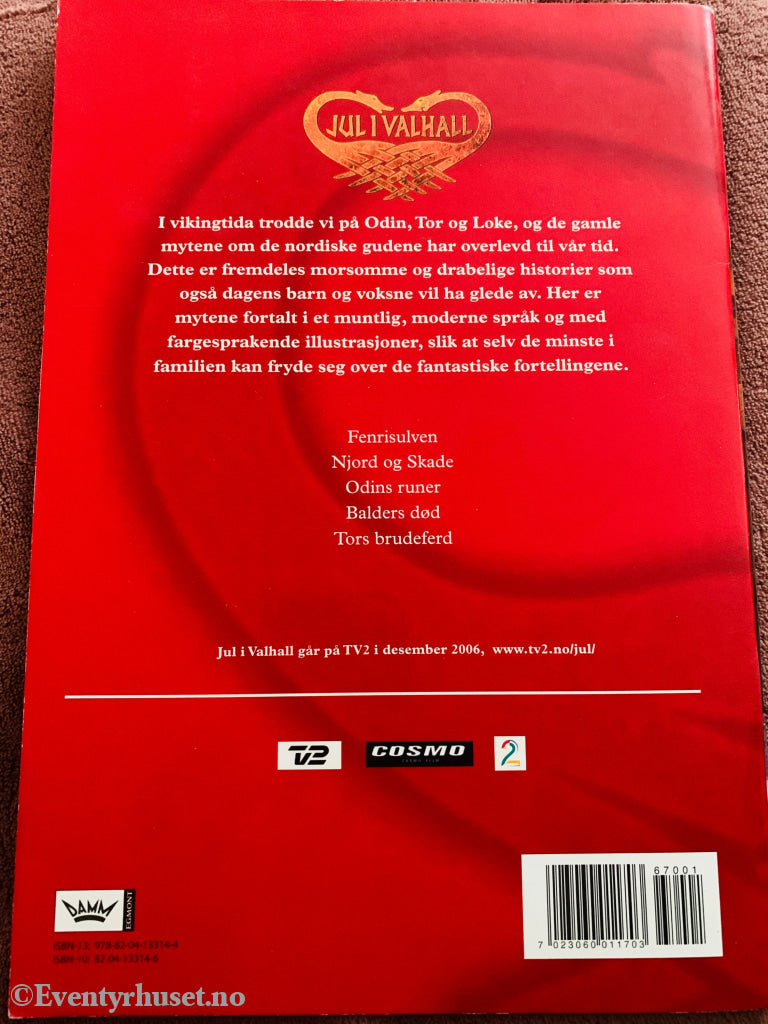 JUL I VALHALL
I vikingtida trodde vi på Odin, Tor og Loke, og de gamle
mytene om de nordiske gudene har overlevd til vår tid.
Dette er fremdeles morsomme og drabelige historier som
også dagens barn og voksne vil ha glede av. Her er
mytene fortalt i et muntlig, moderne språk og med
fargesprakende illustrasjoner, slik at selv de minste i
familien kan fryde seg over de fantastiske fortellingene.
Fenrisulven
Njord og Skade
Odins runer
Balders død
Tors brudeferd
Jul i Valhall går på TV2 i desember 2006, www.tv2.no/jul/
TV2
COSMO
COSMO FILM
2
67001
DAMM
EGMONT
7 023060 011703
ISBN-13: 978-82-04-13314-4
ISBN-10: 82-04-13314-6
©Eventyrhuset.no